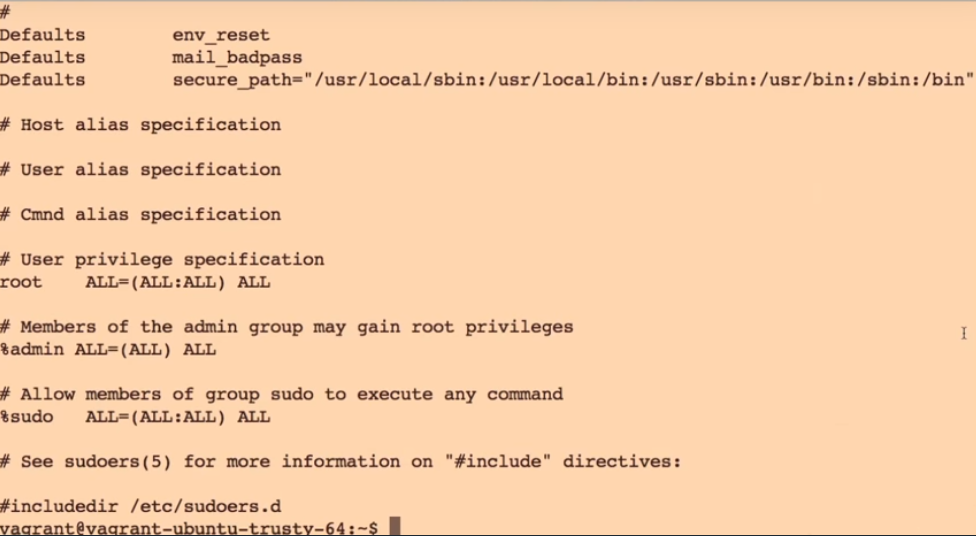 #
Defaults        env_reset
Defaults        mail_badpass
Defaults        secure_path="/usr/local/sbin:/usr/local/bin:/usr/sbin:/usr/bin:/sbin:/bin"
# Host alias specification
# User alias specification
# Cmnd alias specification
# User privilege specification
root    ALL=(ALL:ALL) ALL
# Members of the admin group may gain root privileges
%admin ALL=(ALL) ALL
# Allow members of group sudo to execute any command
%sudo   ALL=(ALL:ALL) ALL
# See sudoers(5) for more information on "#include" directives:
#includedir /etc/sudoers.d
vagrant@vagrant-ubuntu-trusty-64:~$